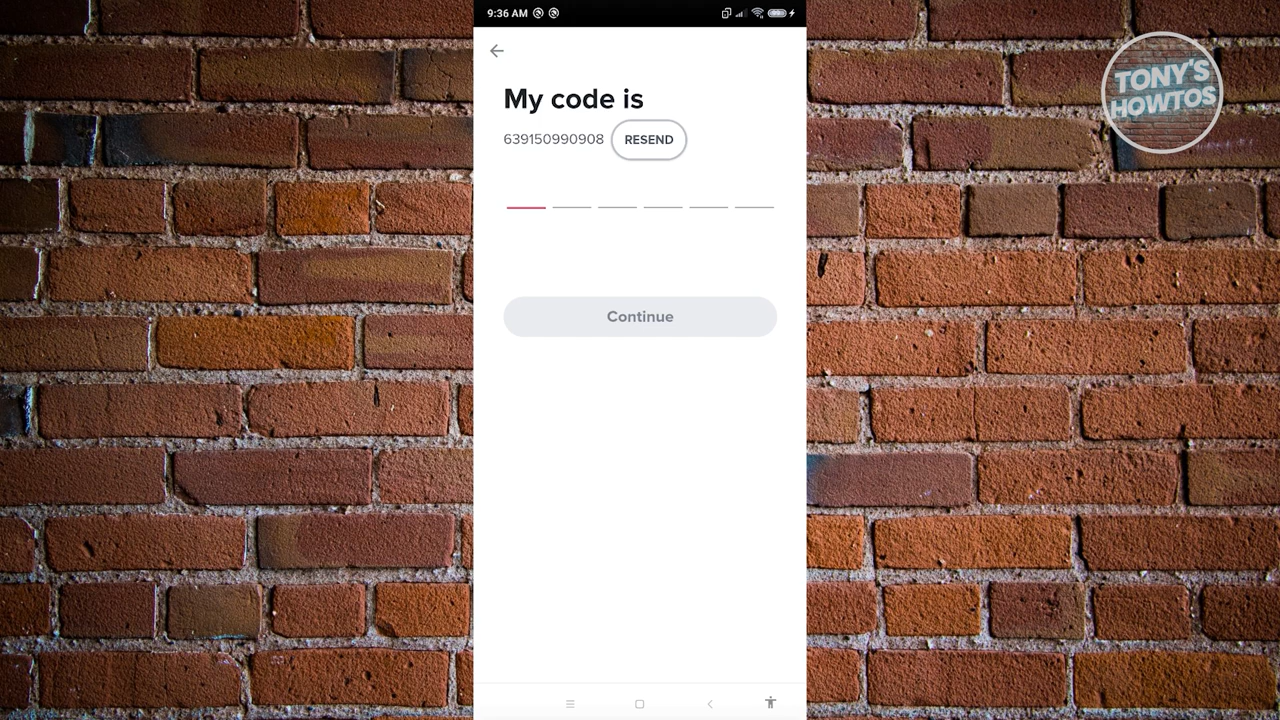 9:36 AM
My code is
639150990908 RESEND
Continue
TONY'S
HOWTOS